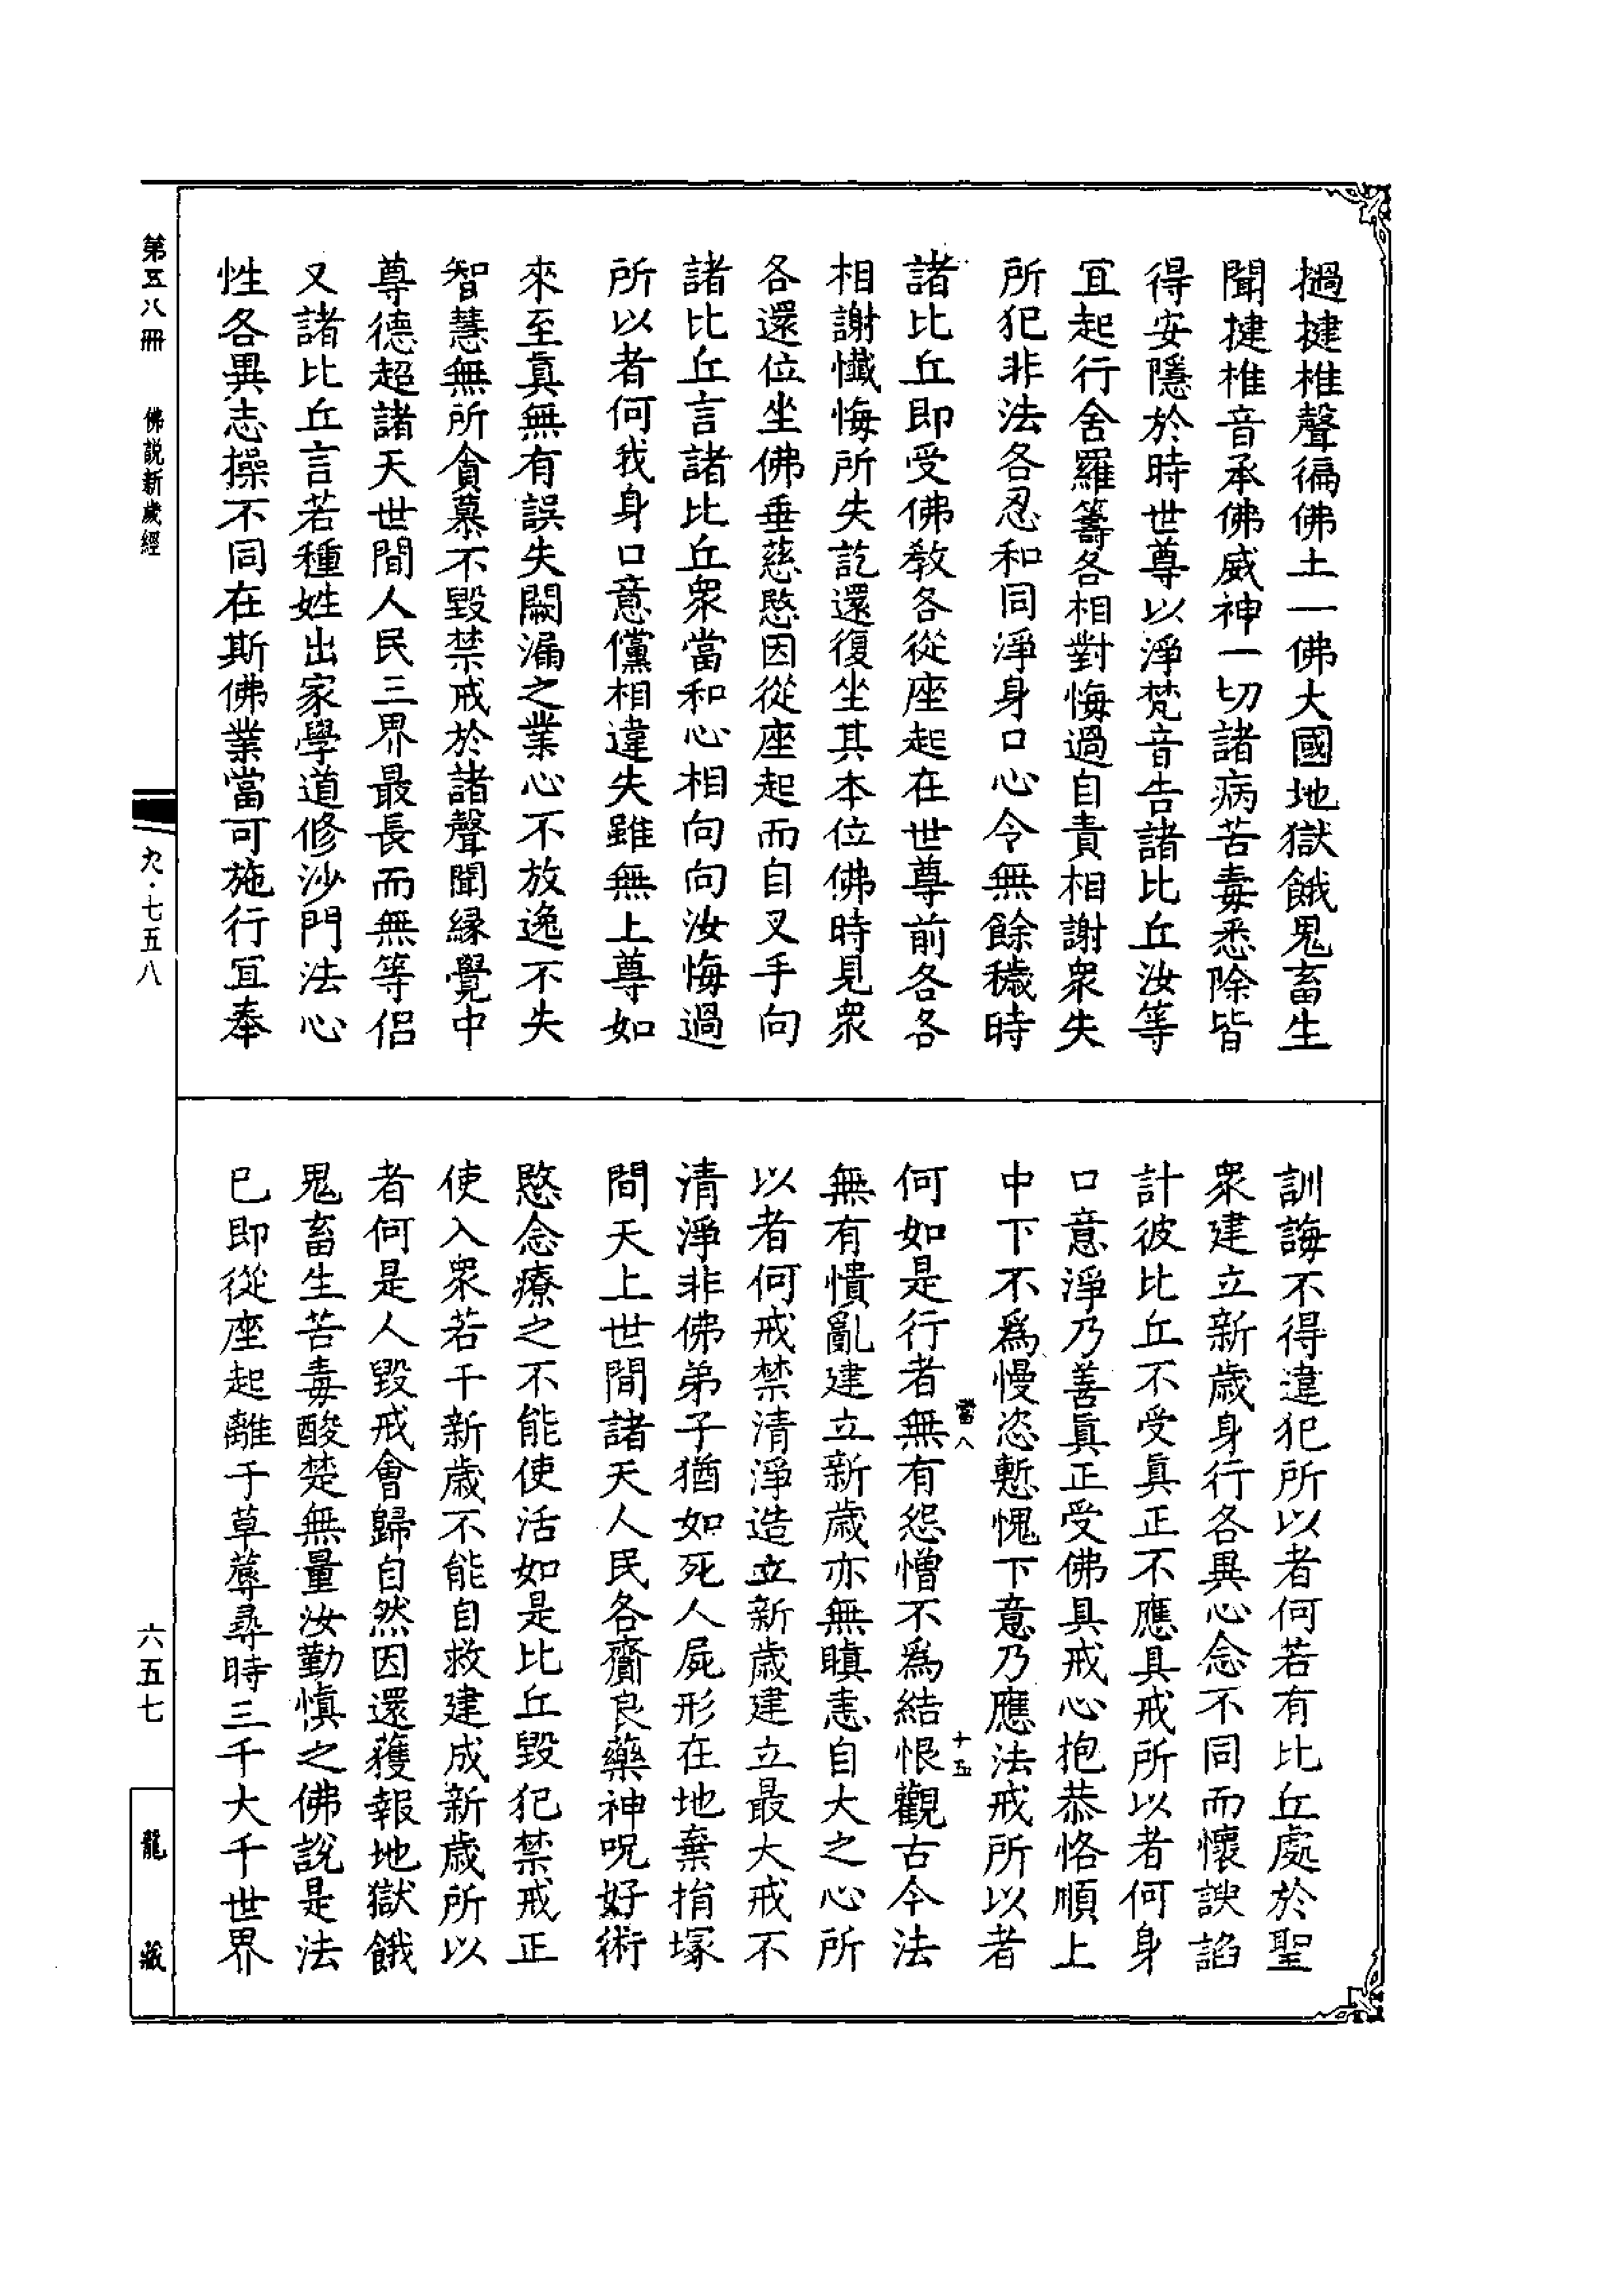 撾揵椎聲徧佛土一佛大國地獄餓鬼畜生
聞揵椎音承佛威神一切諸病苦毒悉除皆
得安隱於時世尊以淨梵音告諸比丘汝等
宜起行舍羅籌各相對悔過自責相謝衆失
所犯非法各忍和同淨身口心令無餘穢時
諸比丘即受佛敎各從座起在世尊前各各
相謝懺悔所失訖還復坐其本位佛時見衆
各還位坐佛垂慈愍因從座起而自叉手向
諸比丘言諸比丘衆當和心相向向汝悔過
所以者何我身口意儻相違失雖無上尊如
來至眞無有誤失闕漏之業心不放逸不失
智慧無所貪慕不毀禁戒於諸聲聞緣覺中
尊德超諸天世間人民三界最長而無等侶
又諸比丘言若種姓出家學道修沙門法心
性各異志操不同在斯佛業當可施行宜奉
訓誨不得違犯所以者何若有比丘處於聖
衆建立新歲身行各異心念不同而懷諛諂
計彼比丘不受眞正不應具戒所以者何身
口意淨乃善眞正受佛具戒心抱恭恪順上
中下不爲慢恣慙愧下意乃應法戒所以者
何如是行者無有怨憎不爲結恨觀古今法
無有憒亂建立新歲亦無瞋恚自大之心所
以者何戒禁清淨造立新歲建立最大戒不
清淨非佛弟子猶如死人屍形在地棄捐塚
間天上世間諸天人民各齎良藥神呪好術
愍念療之不能使活如是比丘毀犯禁戒正
使入衆若干新歲不能自救建成新歲所以
者何是人毀戒會歸自然因還獲報地獄餓
鬼畜生苦毒酸楚無量汝勤愼之佛說是法
已即從座起離于草蓐尋時三千大千世界
十五
第五八冊 佛説新歲經
九·七五八
六五七
龍藏